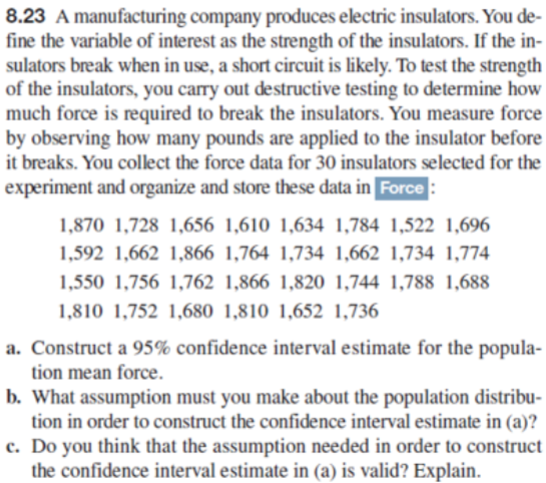 8.23 A manufacturing company produces electric insulators. You de-
fine the variable of interest as the strength of the insulators. If the in-
sulators break when in use, a short circuit is likely. To test the strength
of the insulators, you carry out destructive testing to determine how
much force is required to break the insulators. You measure force
by observing how many pounds are applied to the insulator before
it breaks. You collect the force data for 30 insulators selected for the
experiment and organize and store these data in Force :
1,870 1,728 1,656 1,610 1,634 1,784 1,522 1,696
1,592 1,662 1,866 1,764 1,734 1,662 1,734 1,774
1,550 1,756 1,762 1,866 1,820 1,744 1,788 1,688
1,810 1,752 1,680 1,810 1,652 1,736
a. Construct a 95% confidence interval estimate for the popula-
tion mean force.
b. What assumption must you make about the population distribu-
tion in order to construct the confidence interval estimate in (a)?
c. Do you think that the assumption needed in order to construct
the confidence interval estimate in (a) is valid? Explain.